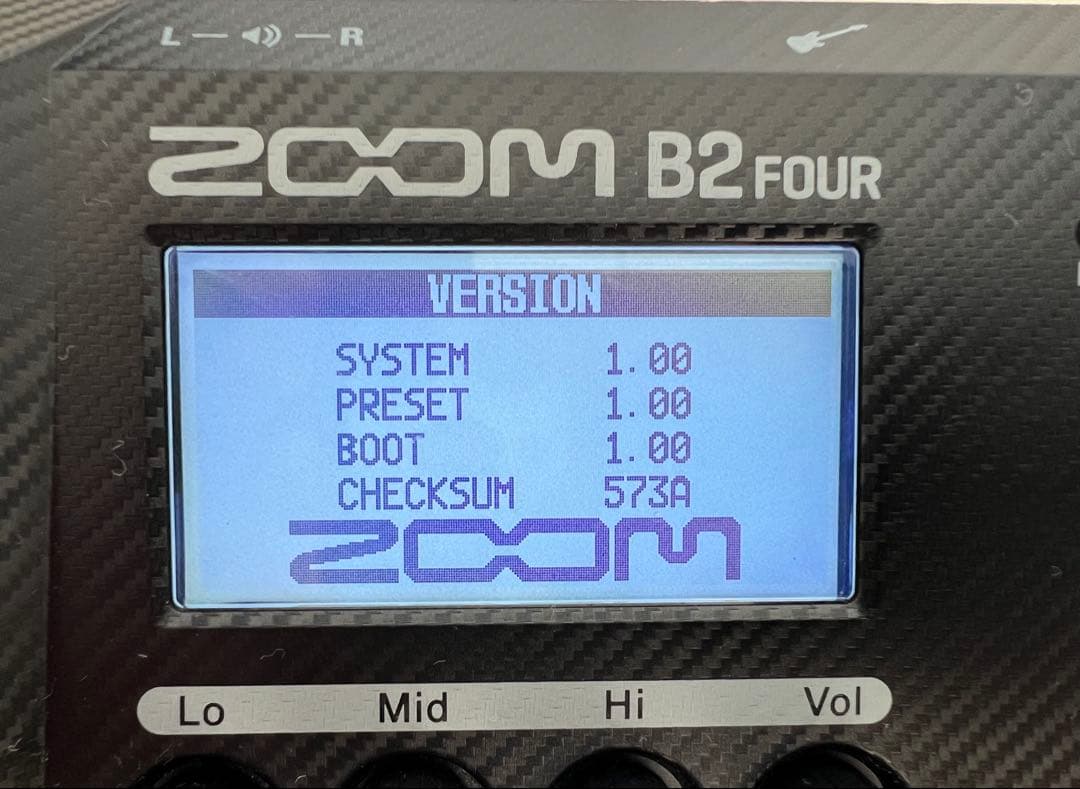 L R
ZOOM B2 FOUR
VERSION
SYSTEM 1.00
PRESET 1.00
BOOT 1.00
CHECKSUM 573A
ZOOM
Lo Mid Hi Vol